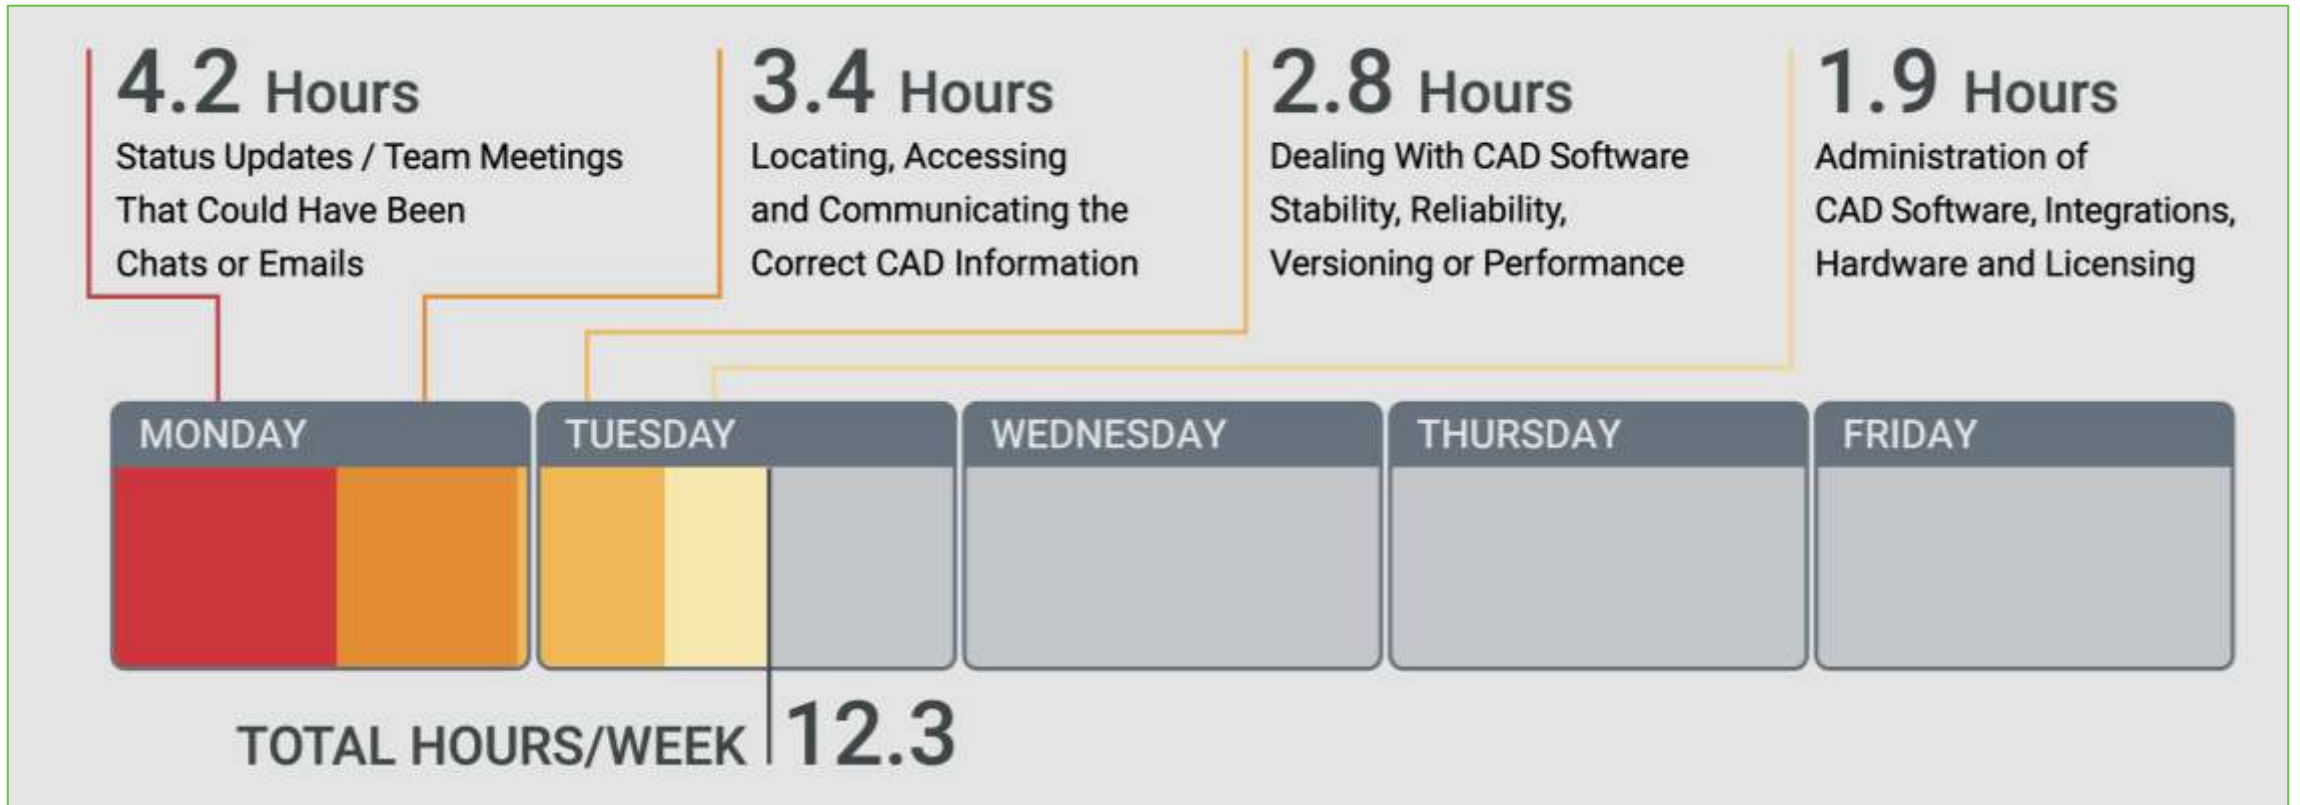 4.2 Hours
Status Updates / Team Meetings
That Could Have Been
Chats or Emails
3.4 Hours
Locating, Accessing
and Communicating the
Correct CAD Information
2.8 Hours
Dealing With CAD Software
Stability, Reliability,
Versioning or Performance
1.9 Hours
Administration of
CAD Software, Integrations,
Hardware and Licensing
MONDAY
TUESDAY
WEDNESDAY
THURSDAY
FRIDAY
TOTAL HOURS/WEEK 12.3